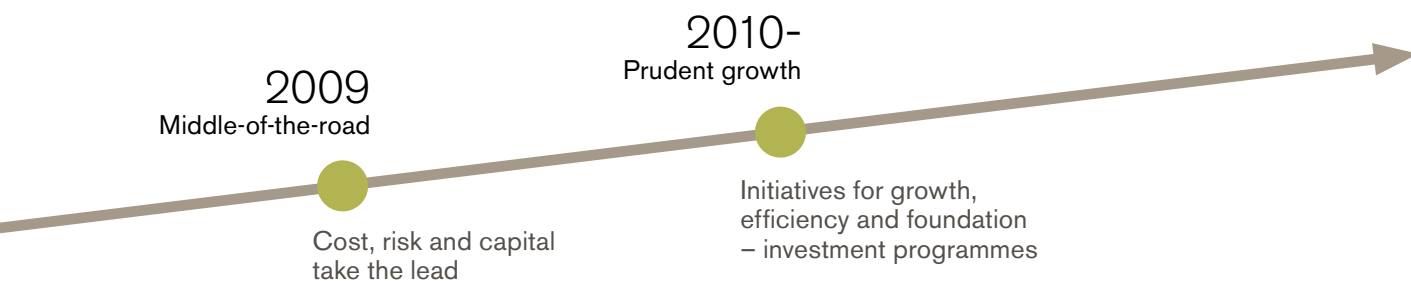 2009
Middle-of-the-road
Cost, risk and capital
take the lead
2010-
Prudent growth
Initiatives for growth,
efficiency and foundation
– investment programmes